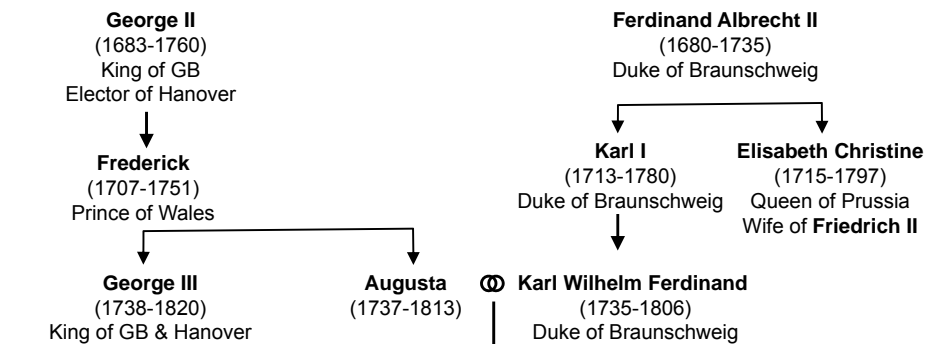 George II
(1683-1760)
King of GB
Elector of Hanover
Ferdinand Albrecht II
(1680-1735)
Duke of Braunschweig
Frederick
(1707-1751)
Prince of Wales
Karl I
(1713-1780)
Duke of Braunschweig
Elisabeth Christine
(1715-1797)
Queen of Prussia
Wife of Friedrich II
George III
(1738-1820)
King of GB & Hanover
Augusta
(1737-1813)
Karl Wilhelm Ferdinand
(1735-1806)
Duke of Braunschweig